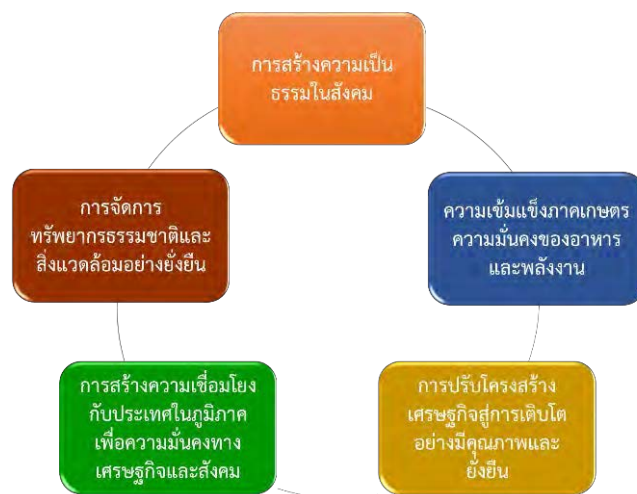 การสร้างความเป็น
ธรรมในสังคม
ความเข้มแข็งภาคเกษตร
ความมั่นคงของอาหาร
และพลังงาน
การปรับโครงสร้าง
เศรษฐกิจสู่การเติบโต
อย่างมีคุณภาพและ
ยั่งยืน
การสร้างความเชื่อมโยง
กับประเทศในภูมิภาค
เพื่อความมั่นคงทาง
เศรษฐกิจและสังคม
การจัดการ
ทรัพยากรธรรมชาติและ
สิ่งแวดล้อมอย่างยั่งยืน